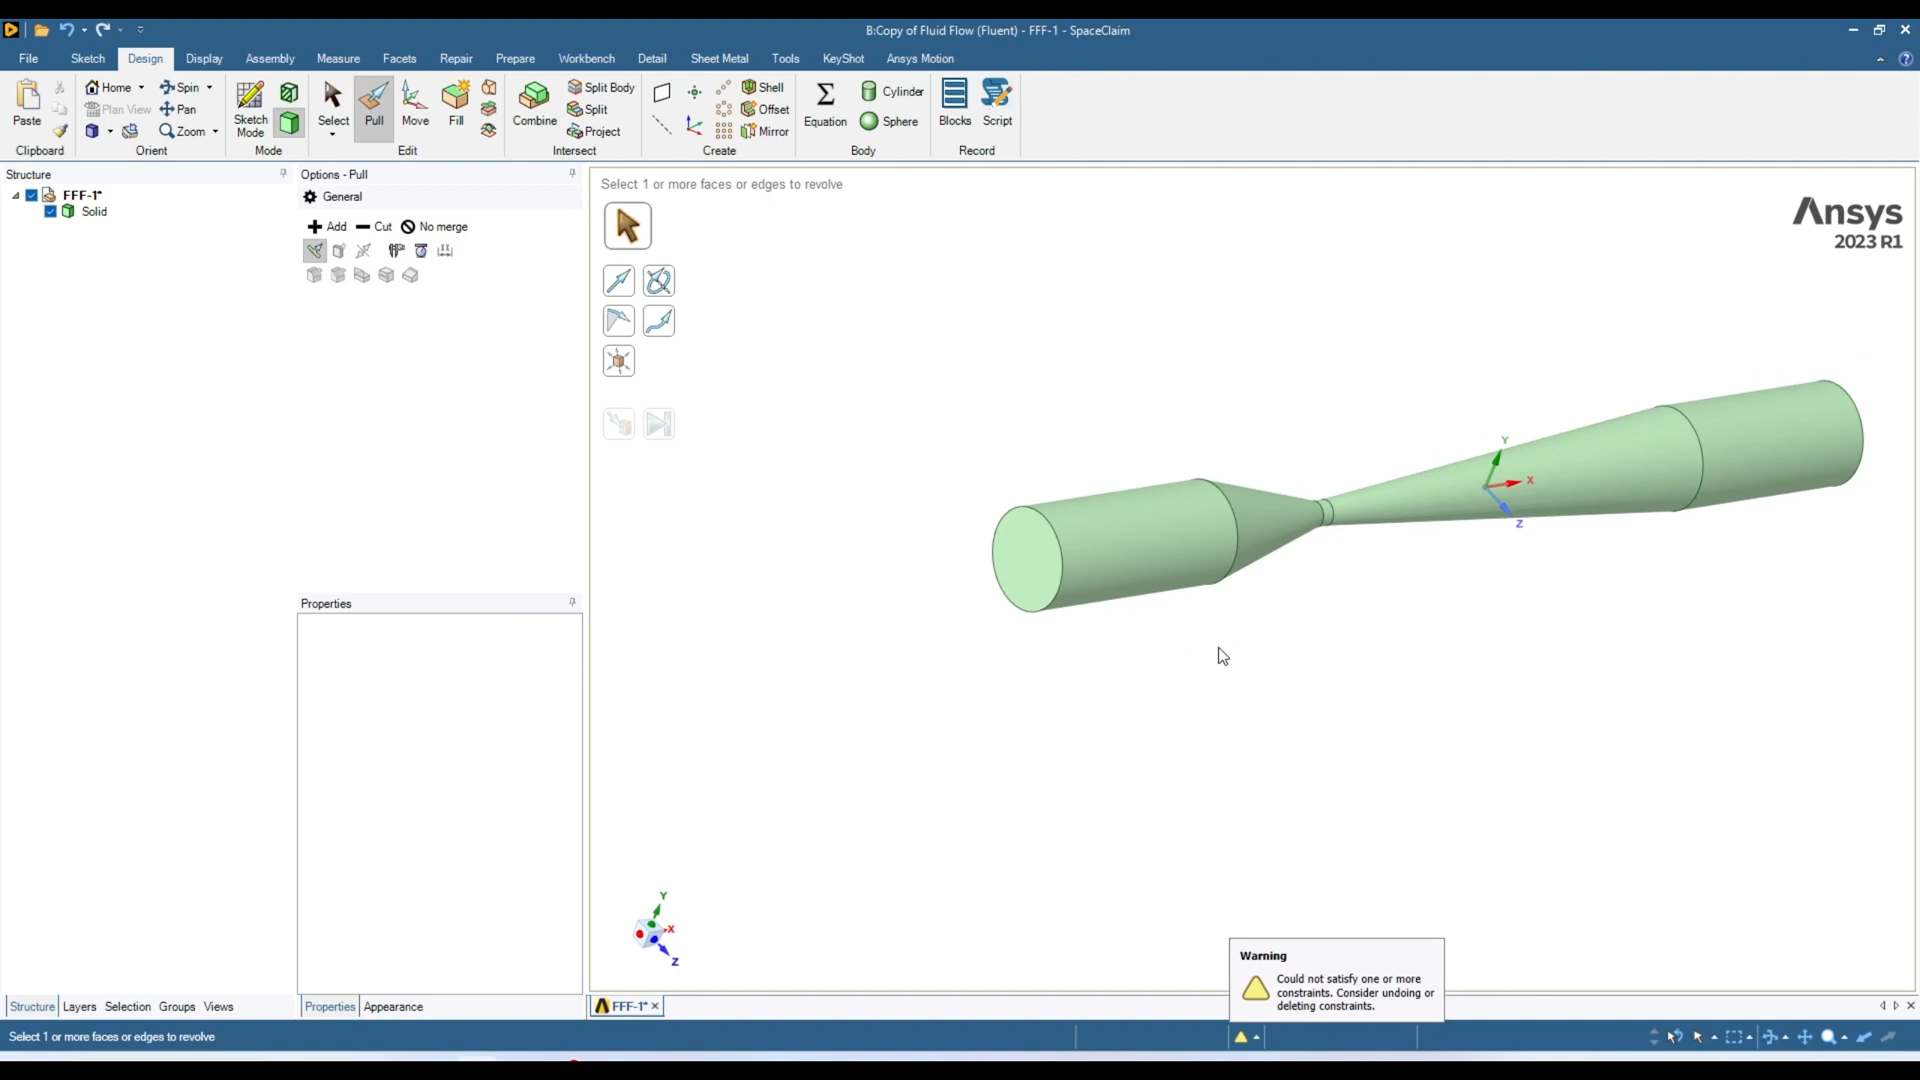 B:Copy of Fluid Flow (Fluent) - FFF-1 - SpaceClaim
File Sketch Design Display Assembly Measure Facets Repair Prepare Workbench Detail Sheet Metal Tools KeyShot Ansys Motion
Paste
Clipboard
Home Spin
Plan View Pan
Zoom
Orient
Sketch Mode
Mode
Select Pull Move Fill
Edit
Combine
Split Body
Split
Project
Intersect
Shell
Offset
Mirror
Create
Equation
Cylinder
Sphere
Body
Blocks Script
Record
Structure
FFF-1*
Solid
Options - Pull
General
Add Cut No merge
Select 1 or more faces or edges to revolve
Ansys
2023 R1
Y
X
Z
Properties
Y
X
Z
Warning
Could not satisfy one or more
constraints. Consider undoing or
deleting constraints.
Structure Layers Selection Groups Views
Properties Appearance
FFF-1*
Select 1 or more faces or edges to revolve